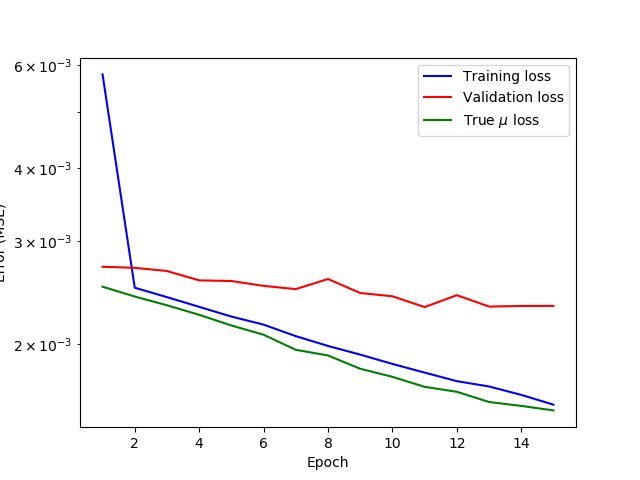 6 × 10⁻³
4 × 10⁻³
3 × 10⁻³
2 × 10⁻³
(MSE)
2 4 6 8 10 12 14
Epoch
Training loss
Validation loss
True μ loss